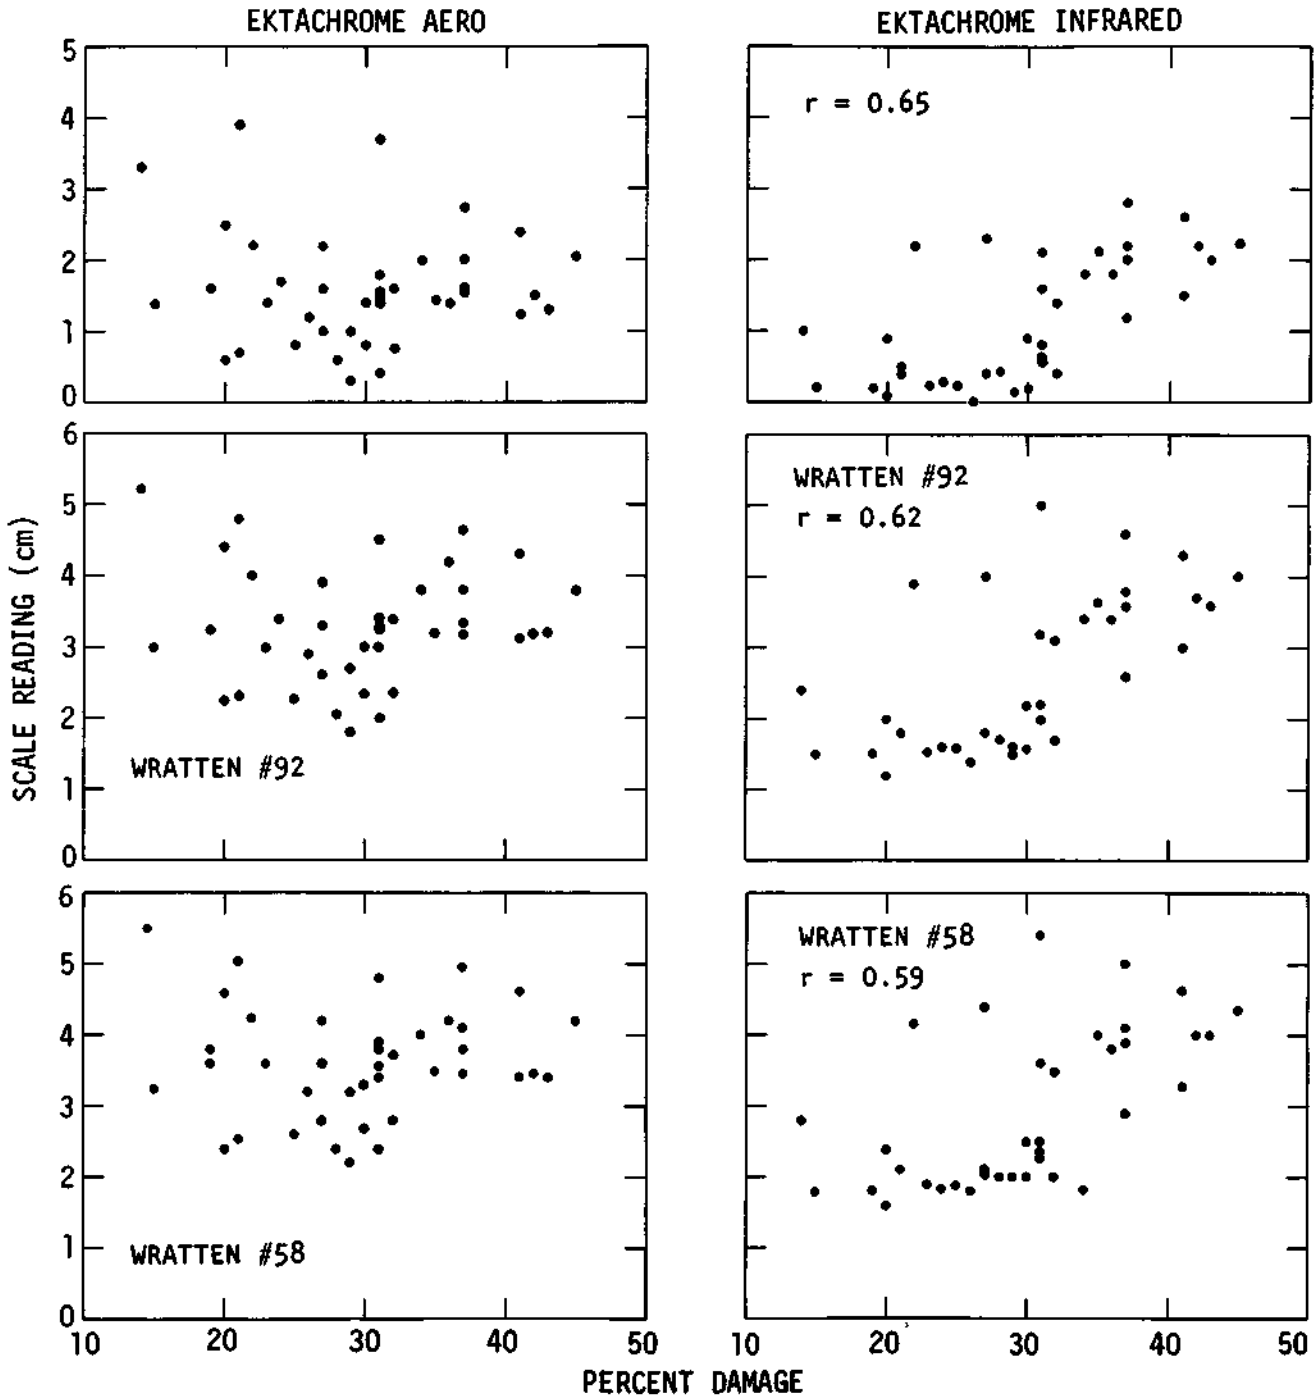 EKTACHROME AERO
EKTACHROME INFRARED
5
4
3
2
1
0
r = 0.65
6
5
4
3
2
1
0
WRATTEN #92
WRATTEN #92
r = 0.62
SCALE READING (cm)
6
5
4
3
2
1
0
WRATTEN #58
WRATTEN #58
r = 0.59
10 20 30 40 50
10 20 30 40 50
PERCENT DAMAGE